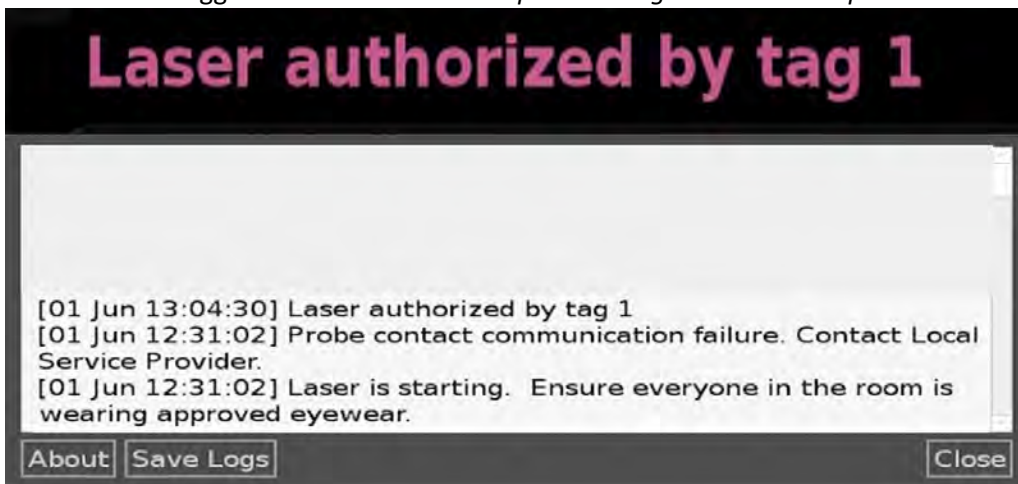 Laser authorized by tag 1
[01 Jun 13:04:30] Laser authorized by tag 1
[01 Jun 12:31:02] Probe contact communication failure. Contact Local
Service Provider.
[01 Jun 12:31:02] Laser is starting.  Ensure everyone in the room is
wearing approved eyewear.
About Save Logs Close